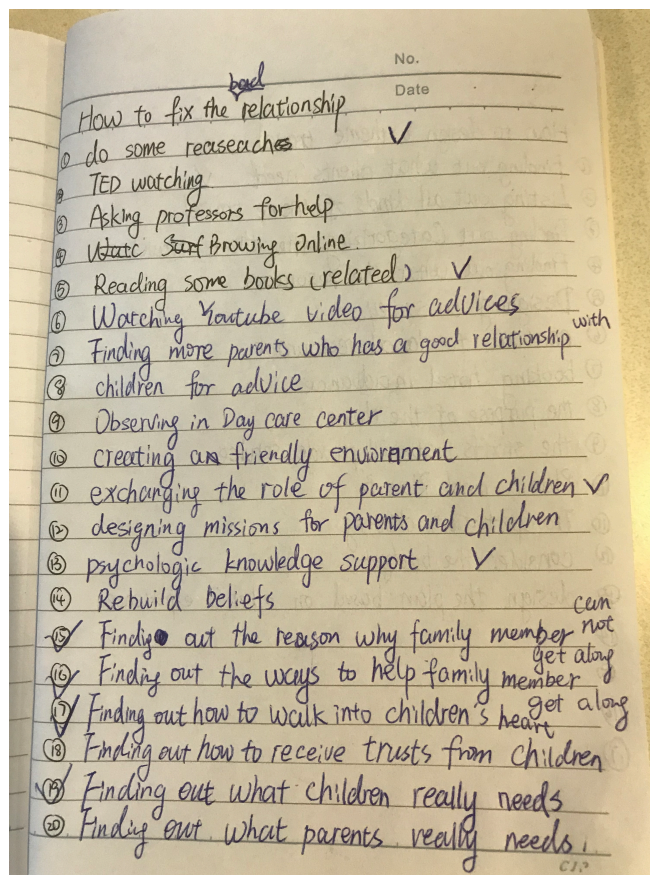 No.
Date
How to fix the bad relationship
① do some reaseach ✓
② TED watching
③ Asking professors for help
④ Browing Online.
⑤ Reading some books (related) ✓
⑥ Watching Youtube video for advices
⑦ Finding more parents who has a good relationship with
⑧ children for advice
⑨ Observing in Day care center
⑩ creating a friendly enviornment
⑪ exchanging the role of parent and children ✓
⑫ designing missions for parents and children
⑬ psychologic knowledge support ✓
⑭ Rebuild beliefs
⑮ Findig out the reason why family member can not get along
⑯ Finding out the ways to help family member get along
⑰ Finding out how to walk into children's heart
⑱ Finding out how to receive trusts from children
⑲ Finding out what children really needs
⑳ Findig out what parents really needs.